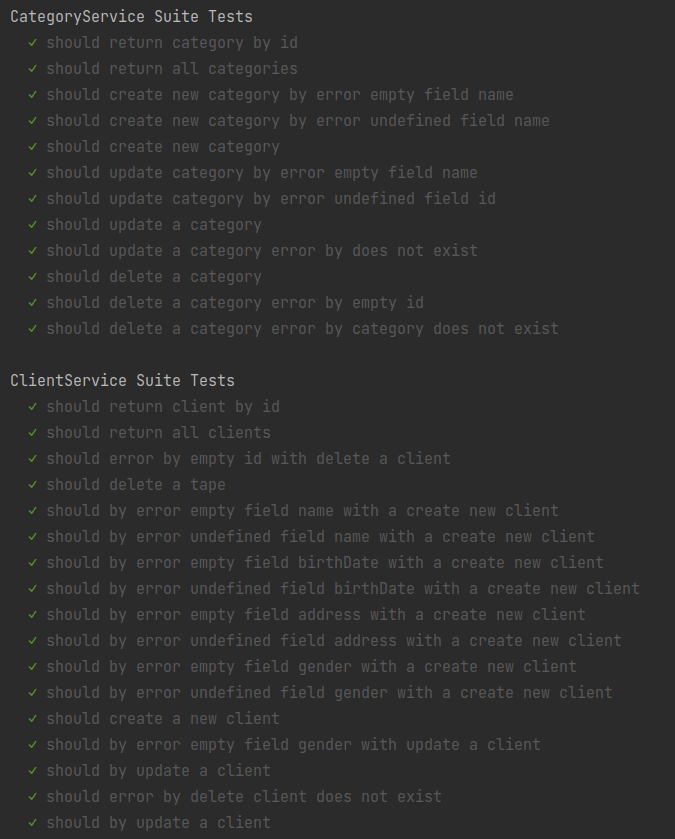 CategoryService Suite Tests
✓ should return category by id
✓ should return all categories
✓ should create new category by error empty field name
✓ should create new category by error undefined field name
✓ should create new category
✓ should update category by error empty field name
✓ should update category by error undefined field id
✓ should update a category
✓ should update a category error by does not exist
✓ should delete a category
✓ should delete a category error by empty id
✓ should delete a category error by category does not exist
ClientService Suite Tests
✓ should return client by id
✓ should return all clients
✓ should error by empty id with delete a client
✓ should delete a tape
✓ should by error empty field name with a create new client
✓ should by error undefined field name with a create new client
✓ should by error empty field birthDate with a create new client
✓ should by error undefined field birthDate with a create new client
✓ should by error empty field address with a create new client
✓ should by error undefined field address with a create new client
✓ should by error empty field gender with a create new client
✓ should by error undefined field gender with a create new client
✓ should create a new client
✓ should by error empty field gender with update a client
✓ should by update a client
✓ should error by delete client does not exist
✓ should by update a client